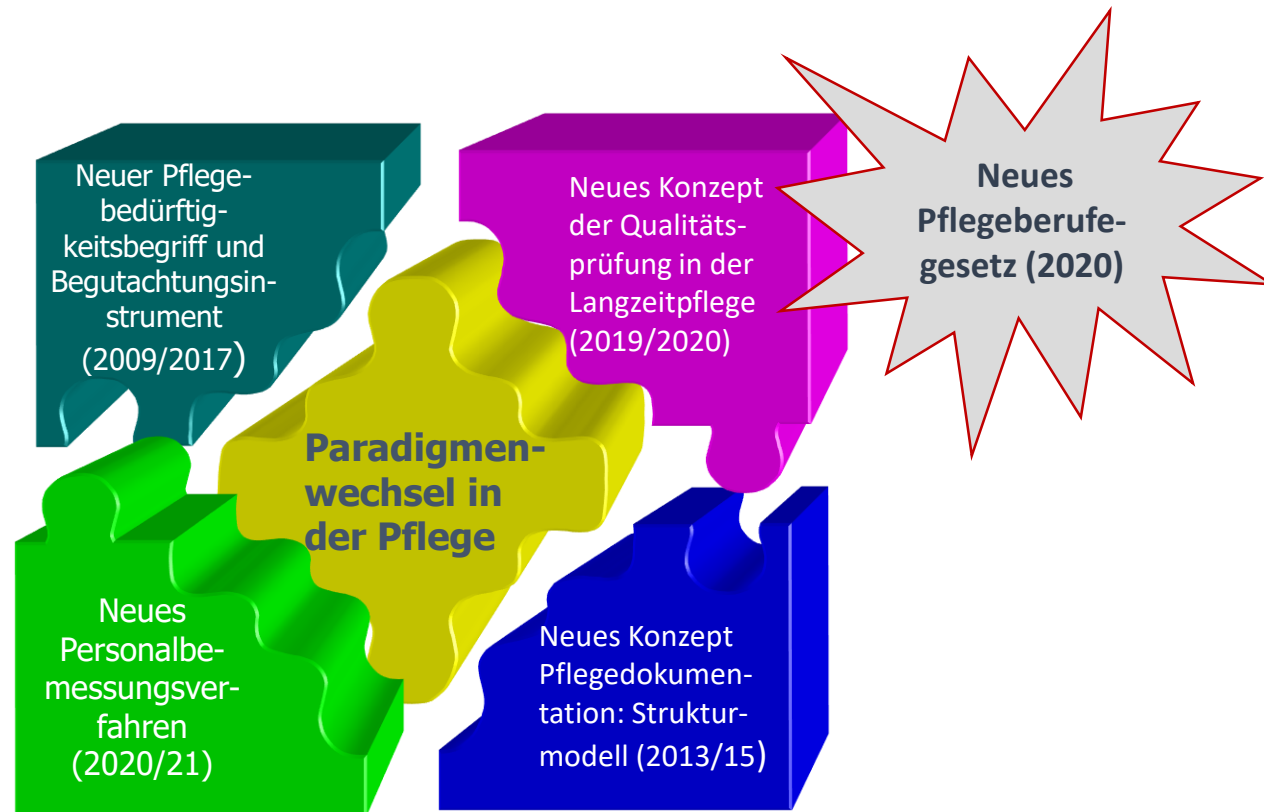 Neuer Pflege-
bedürftig-
keitsbegriff und
Begutachtungsin-
strument
(2009/2017)
Neues Konzept
der Qualitäts-
prüfung in der
Langzeitpflege
(2019/2020)
Neues
Pflegeberufe-
gesetz (2020)
Paradigmen-
wechsel in
der Pflege
Neues
Personalbe-
messungsver-
fahren
(2020/21)
Neues Konzept
Pflegedokumen-
tation: Struktur-
modell (2013/15)